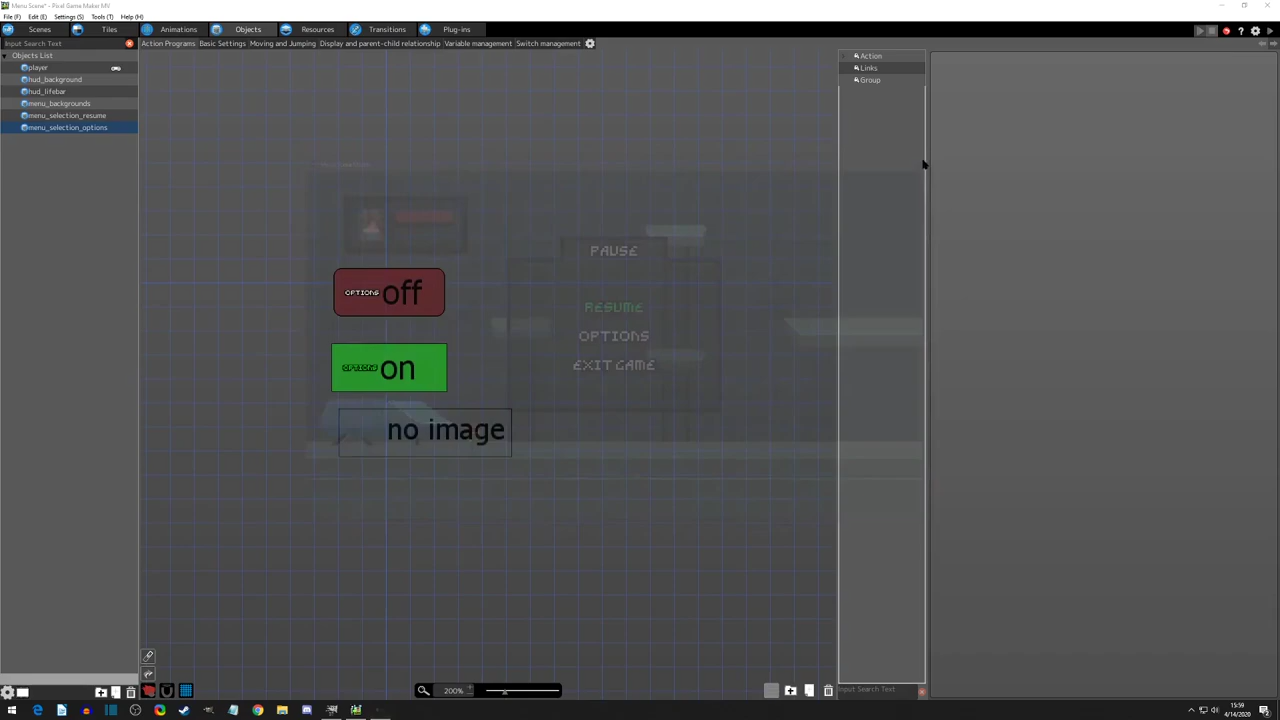 Menu Scene* - Pixel Game Maker MV
File (F) Edit (E) Settings (S) Tools (T) Help (H)
Scenes Tiles Animations Objects Resources Transitions Plug-ins
Input Search Text Action Programs Basic Settings Moving and Jumping Display and parent-child relationship Variable management Switch management
Objects List
player
hud_background
hud_lifebar
menu_backgrounds
menu_selection_resume
menu_selection_options
Action
Links
Group
PAUSE
RESUME
OPTIONS
EXIT GAME
OPTIONS off
OPTIONS on
no image
200%
Input Search Text
15:59
4/14/2020